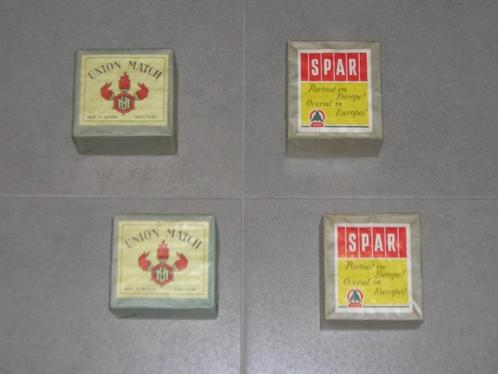 UNION MATCH
SPAR
Partout en
Europe!
Overal in
Europa!
UNION MATCH
SPAR
Partout en
Europe!
Overal in
Europa!